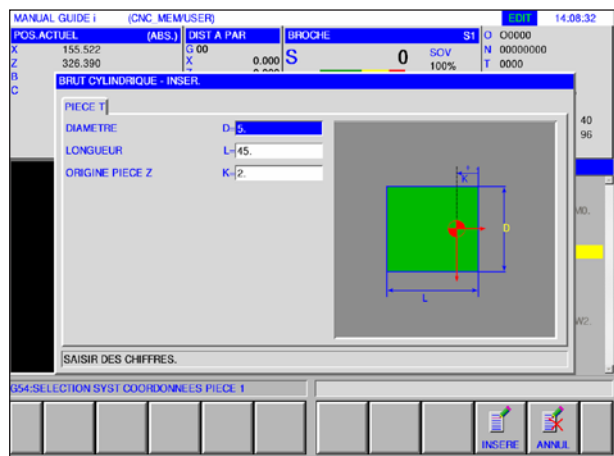 MANUAL GUIDE i (CNC_MEM/USER) EDIT 14:08:32
POS.ACTUEL (ABS.) DIST A PAR BROCHE S1 O O0000
X 155.522 G 00 S 0 SOV N 00000000
Z 326.390 X 0.000 100% T 0000
B
C
BRUT CYLINDRIQUE - INSER.
PIECE T
DIAMETRE D= 5.
LONGUEUR L= 45.
ORIGINE PIECE Z K= 2.
40
96
+
K
D
L
M0.
W2.
SAISIR DES CHIFFRES.
G54:SELECTION SYST COORDONNEES PIECE 1
INSERE ANNUL